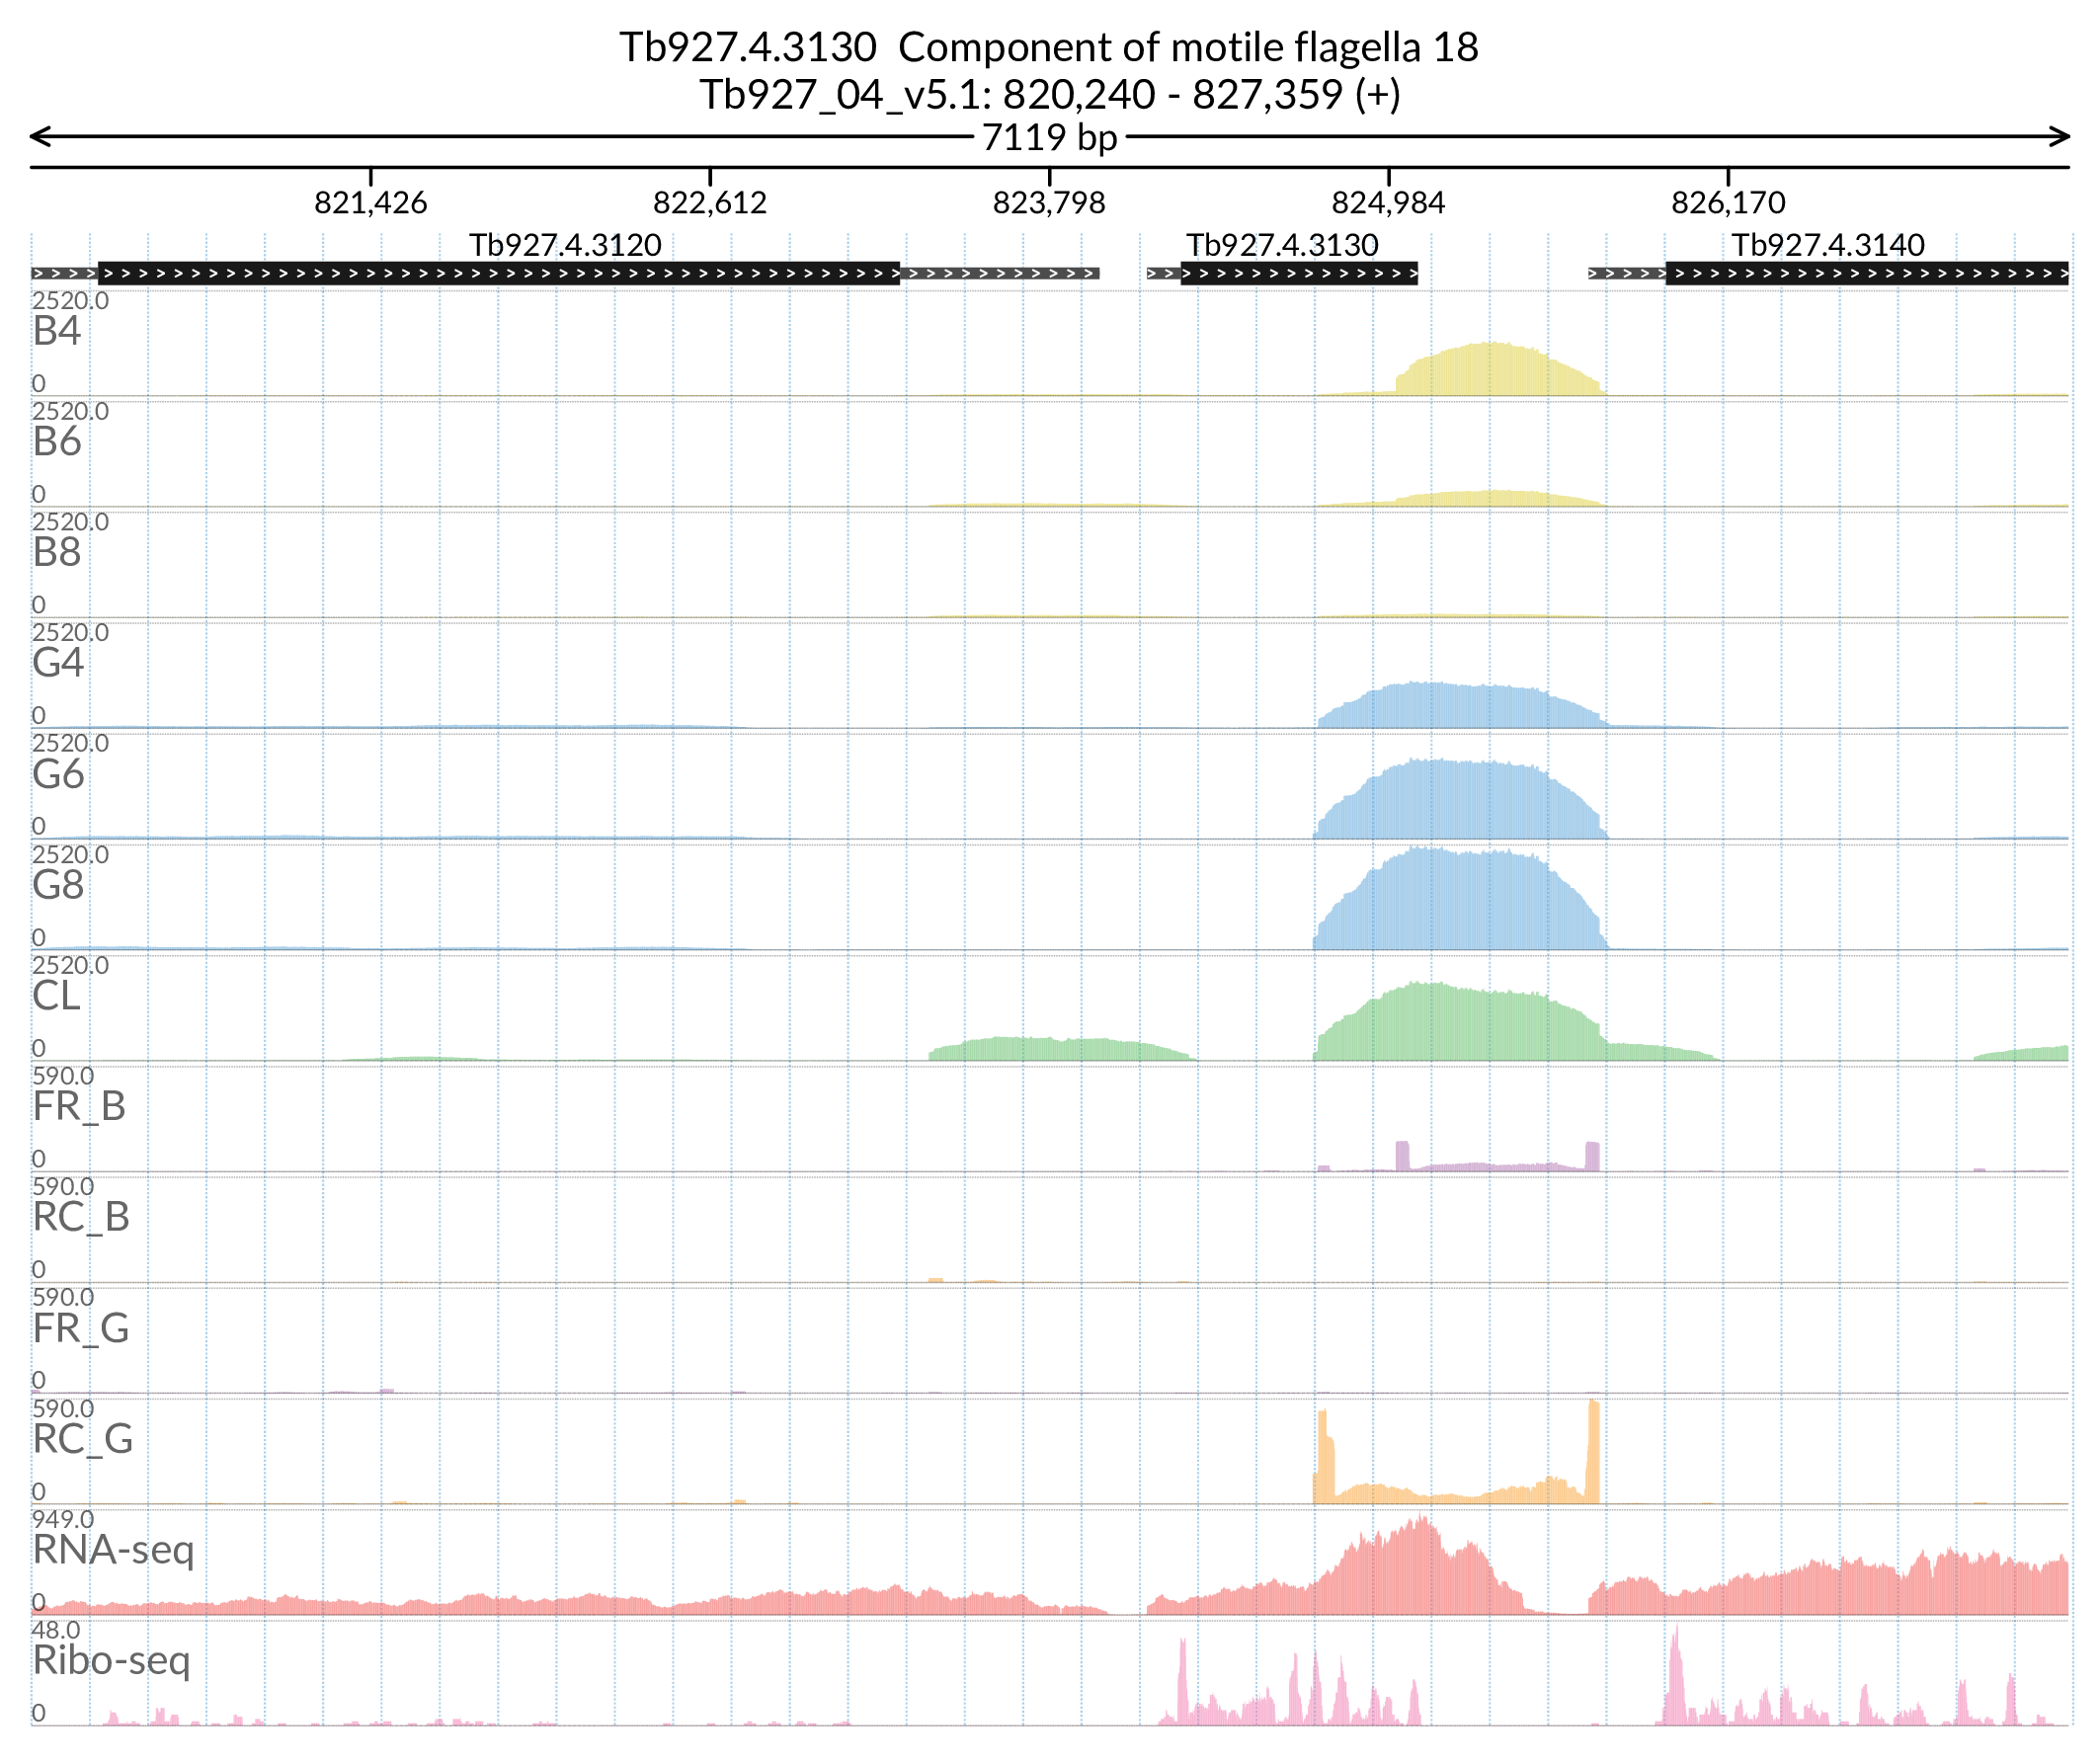 Tb927.4.3130  Component of motile flagella 18
Tb927_04_v5.1: 820,240 - 827,359 (+)
7119 bp
821,426 822,612 823,798 824,984 826,170
Tb927.4.3120 Tb927.4.3130 Tb927.4.3140
2520.0
B4
0
2520.0
B6
0
2520.0
B8
0
2520.0
G4
0
2520.0
G6
0
2520.0
G8
0
2520.0
CL
0
590.0
FR_B
0
590.0
RC_B
0
590.0
FR_G
0
590.0
RC_G
0
949.0
RNA-seq
0
48.0
Ribo-seq
0